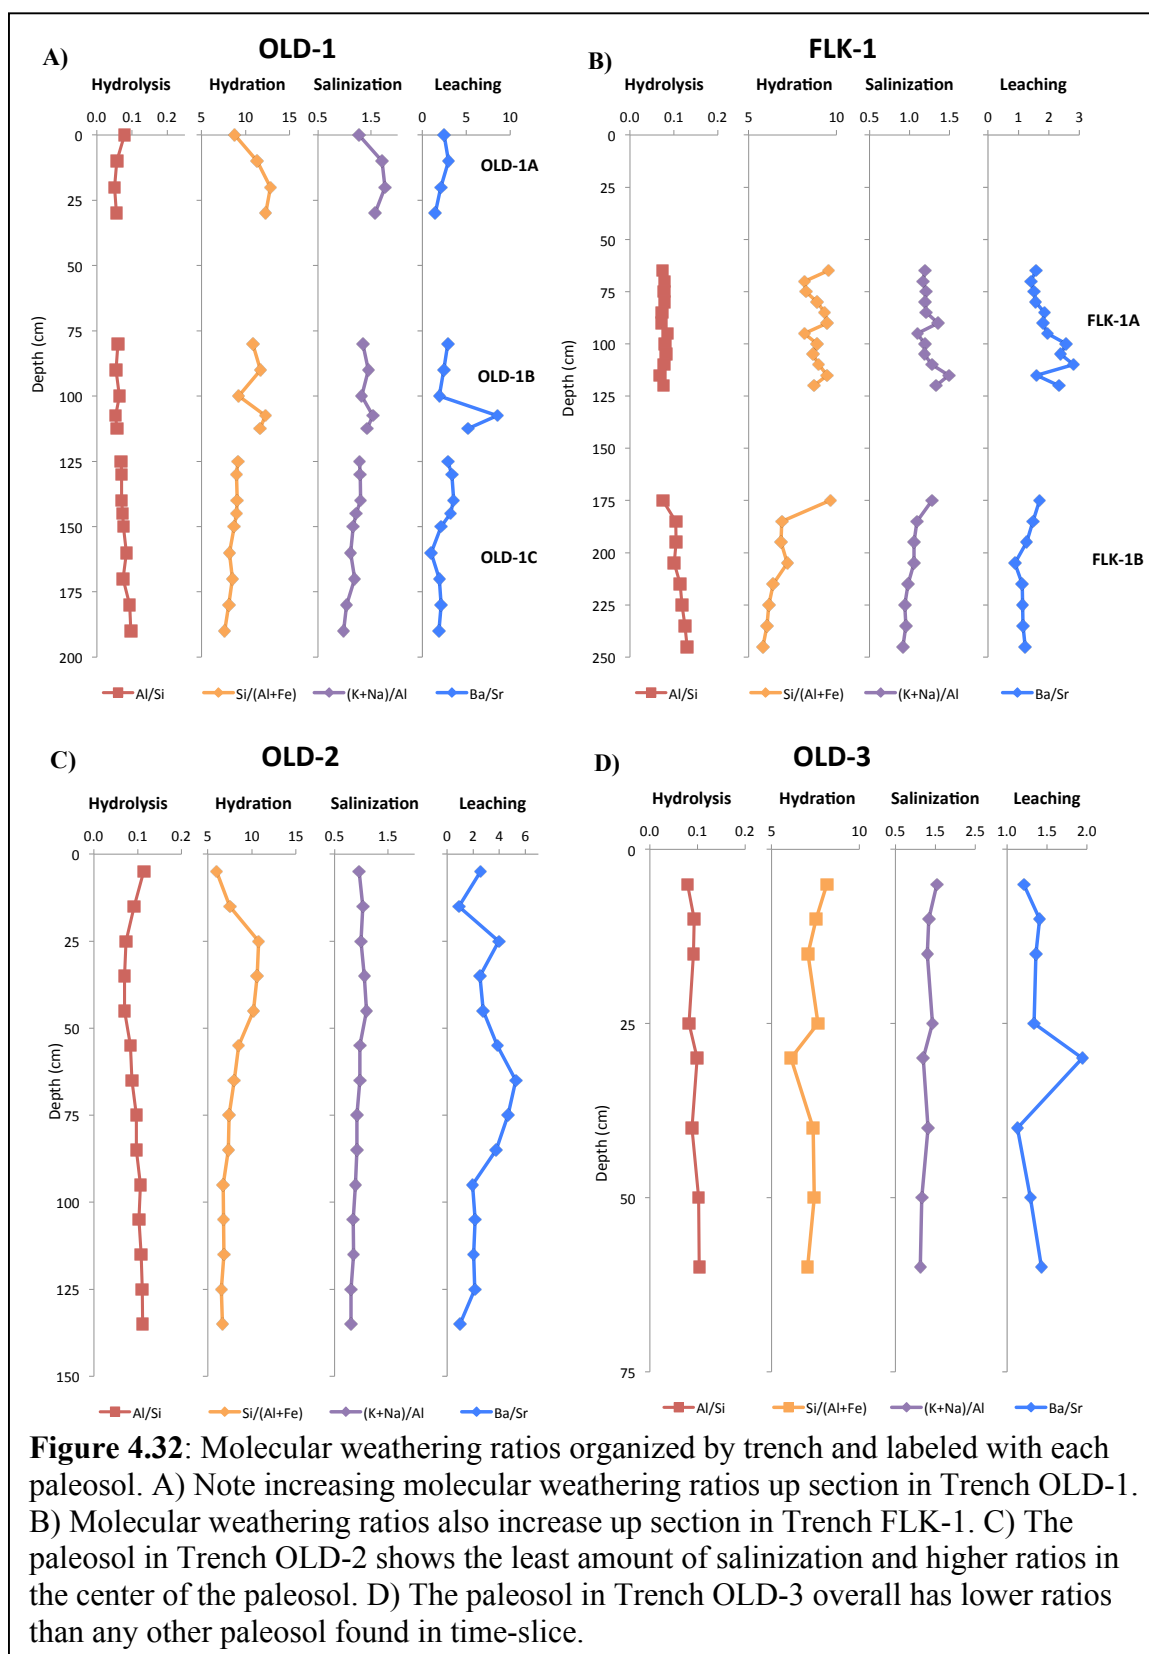 A)
OLD-1
Hydrolysis Hydration Salinization Leaching
0.0 0.1 0.2 5 10 15 0.5 1.5 0 5 10
0
25
50
75
100
125
150
175
200
Depth (cm)
OLD-1A
OLD-1B
OLD-1C
Al/Si Si/(Al+Fe) (K+Na)/Al Ba/Sr
B)
FLK-1
Hydrolysis Hydration Salinization Leaching
0.0 0.1 0.2 5 10 0.5 1.0 1.5 0 1 2 3
0
25
50
75
100
125
150
175
200
225
250
Depth (cm)
FLK-1A
FLK-1B
Al/Si Si/(Al+Fe) (K+Na)/Al Ba/Sr
C)
OLD-2
Hydrolysis Hydration Salinization Leaching
0.0 0.1 0.2 5 10 15 0.5 1.5 0 2 4 6
0
25
50
75
100
125
150
Depth (cm)
Al/Si Si/(Al+Fe) (K+Na)/Al Ba/Sr
D)
OLD-3
Hydrolysis Hydration Salinization Leaching
0.0 0.1 0.2 5 10 0.5 1.5 2.5 1.0 1.5 2.0
0
25
50
75
Depth (cm)
Al/Si Si/(Al+Fe) (K+Na)/Al Ba/Sr
Figure 4.32: Molecular weathering ratios organized by trench and labeled with each
paleosol. A) Note increasing molecular weathering ratios up section in Trench OLD-1.
B) Molecular weathering ratios also increase up section in Trench FLK-1. C) The
paleosol in Trench OLD-2 shows the least amount of salinization and higher ratios in
the center of the paleosol. D) The paleosol in Trench OLD-3 overall has lower ratios
than any other paleosol found in time-slice.